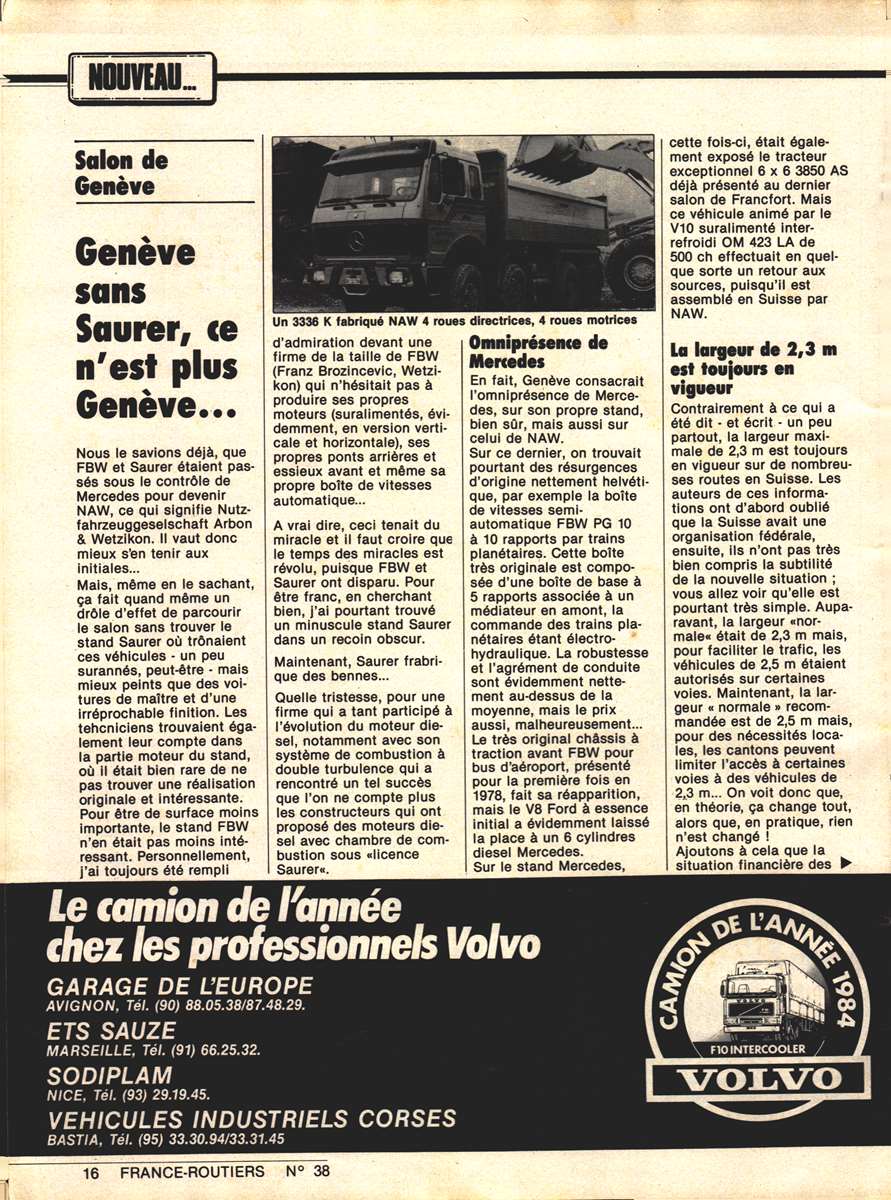 NOUVEAU...
Salon de
Genève
Genève
sans
Saurer, ce
n'est plus
Genève...
Nous le savions déjà, que
FBW et Saurer étaient pas-
sés sous le contrôle de
Mercedes pour devenir
NAW, ce qui signifie Nutz-
fahrzeuggeselschaft Arbon
& Wetzikon. Il vaut donc
mieux s'en tenir aux
initiales...
Mais, même en le sachant,
ça fait quand même un
drôle d'effet de parcourir
le salon sans trouver le
stand Saurer où trônaient
ces véhicules - un peu
surannés, peut-être - mais
mieux peints que des voi-
tures de maître et d'une
irréprochable finition. Les
tehcniciens trouvaient éga-
lement leur compte dans
la partie moteur du stand,
où il était bien rare de ne
pas trouver une réalisation
originale et intéressante.
Pour être de surface moins
importante, le stand FBW
n'en était pas moins inté-
ressant. Personnellement,
j'ai toujours été rempli
Un 3336 K fabriqué NAW 4 roues directrices, 4 roues motrices
d'admiration devant une
firme de la taille de FBW
(Franz Brozincevic, Wetzi-
kon) qui n'hésitait pas à
produire ses propres
moteurs (suralimentés, évi-
demment, en version verti-
cale et horizontale), ses
propres ponts arrières et
essieux avant et même sa
propre boîte de vitesses
automatique...
A vrai dire, ceci tenait du
miracle et il faut croire que
le temps des miracles est
révolu, puisque FBW et
Saurer ont disparu. Pour
être franc, en cherchant
bien, j'ai pourtant trouvé
un minuscule stand Saurer
dans un recoin obscur.
Maintenant, Saurer frabri-
que des bennes...
Quelle tristesse, pour une
firme qui a tant participé à
l'évolution du moteur die-
sel, notamment avec son
système de combustion à
double turbulence qui a
rencontré un tel succès
que l'on ne compte plus
les constructeurs qui ont
proposé des moteurs die-
sel avec chambre de com-
bustion sous «licence
Saurer«.
Omniprésence de
Mercedes
En fait, Genève consacrait
l'omniprésence de Merce-
des, sur son propre stand,
bien sûr, mais aussi sur
celui de NAW.
Sur ce dernier, on trouvait
pourtant des résurgences
d'origine nettement helvéti-
que, par exemple la boîte
de vitesses semi-
automatique FBW PG 10
à 10 rapports par trains
planétaires. Cette boîte
très originale est compo-
sée d'une boîte de base à
5 rapports associée à un
médiateur en amont, la
commande des trains pla-
nétaires étant électro-
hydraulique. La robustesse
et l'agrément de conduite
sont évidemment nette-
ment au-dessus de la
moyenne, mais le prix
aussi, malheureusement...
Le très original châssis à
traction avant FBW pour
bus d'aéroport, présenté
pour la première fois en
1978, fait sa réapparition,
mais le V8 Ford à essence
initial a évidemment laissé
la place à un 6 cylindres
diesel Mercedes.
Sur le stand Mercedes,
cette fois-ci, était égale-
ment exposé le tracteur
exceptionnel 6 x 6 3850 AS
déjà présenté au dernier
salon de Francfort. Mais
ce véhicule animé par le
V10 suralimenté inter-
refroidi OM 423 LA de
500 ch effectuait en quel-
que sorte un retour aux
sources, puisqu'il est
assemblé en Suisse par
NAW.
La largeur de 2,3 m
est toujours en
vigueur
Contrairement à ce qui a
été dit - et écrit - un peu
partout, la largeur maxi-
male de 2,3 m est toujours
en vigueur sur de nombreu-
ses routes en Suisse. Les
auteurs de ces informa-
tions ont d'abord oublié
que la Suisse avait une
organisation fédérale,
ensuite, ils n'ont pas très
bien compris la subtilité
de la nouvelle situation ;
vous allez voir qu'elle est
pourtant très simple. Aupa-
ravant, la largeur «nor-
male« était de 2,3 m mais,
pour faciliter le trafic, les
véhicules de 2,5 m étaient
autorisés sur certaines
voies. Maintenant, la lar-
geur « normale » recom-
mandée est de 2,5 m mais,
pour des nécessités loca-
les, les cantons peuvent
limiter l'accès à certaines
voies à des véhicules de
2,3 m... On voit donc que,
en théorie, ça change tout,
alors que, en pratique, rien
n'est changé !
Ajoutons à cela que la
situation financière des ▶
Le camion de l'année
chez les professionnels Volvo
GARAGE DE L'EUROPE
AVIGNON, Tél. (90) 88.05.38/87.48.29.
ETS SAUZE
MARSEILLE, Tél. (91) 66.25.32.
SODIPLAM
NICE, Tél. (93) 29.19.45.
VEHICULES INDUSTRIELS CORSES
BASTIA, Tél. (95) 33.30.94/33.31.45
CAMION DE L'ANNÉE 1984
VOLVO
F10 INTERCOOLER
VOLVO
16 FRANCE-ROUTIERS N° 38